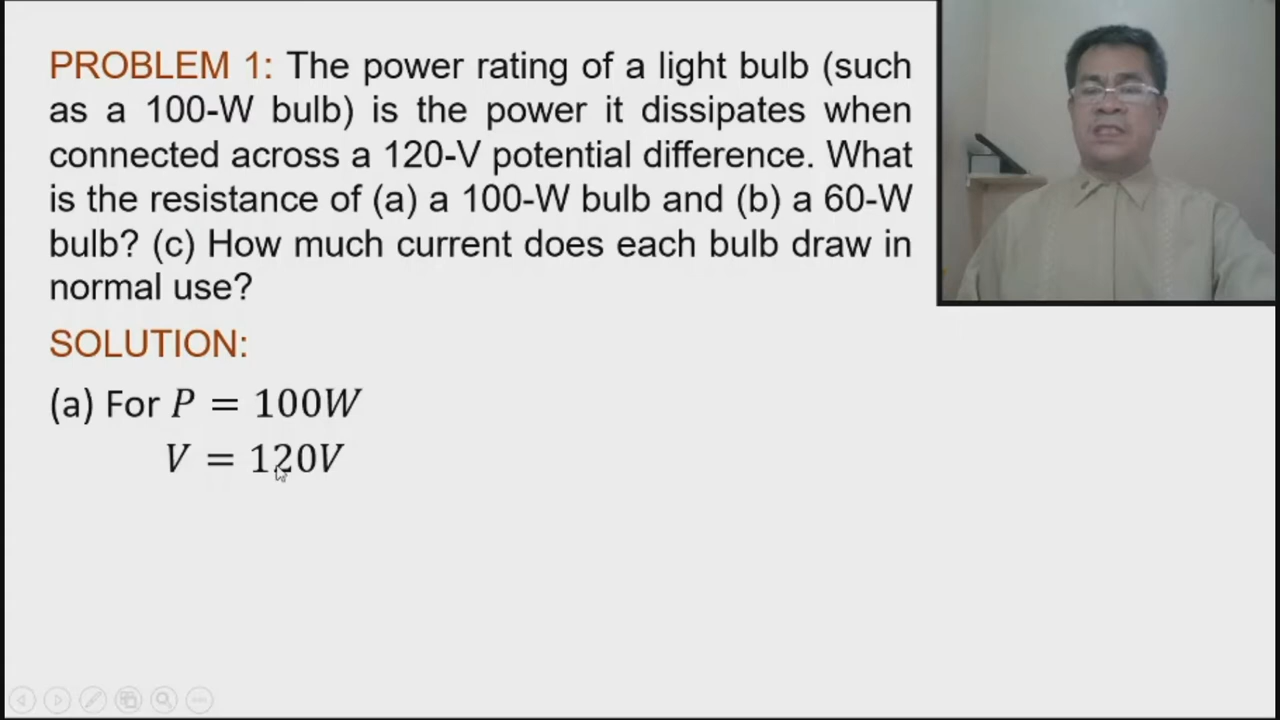 PROBLEM 1: The power rating of a light bulb (such
as a 100-W bulb) is the power it dissipates when
connected across a 120-V potential difference. What
is the resistance of (a) a 100-W bulb and (b) a 60-W
bulb? (c) How much current does each bulb draw in
normal use?
SOLUTION:
(a) For P = 100W
V = 120V